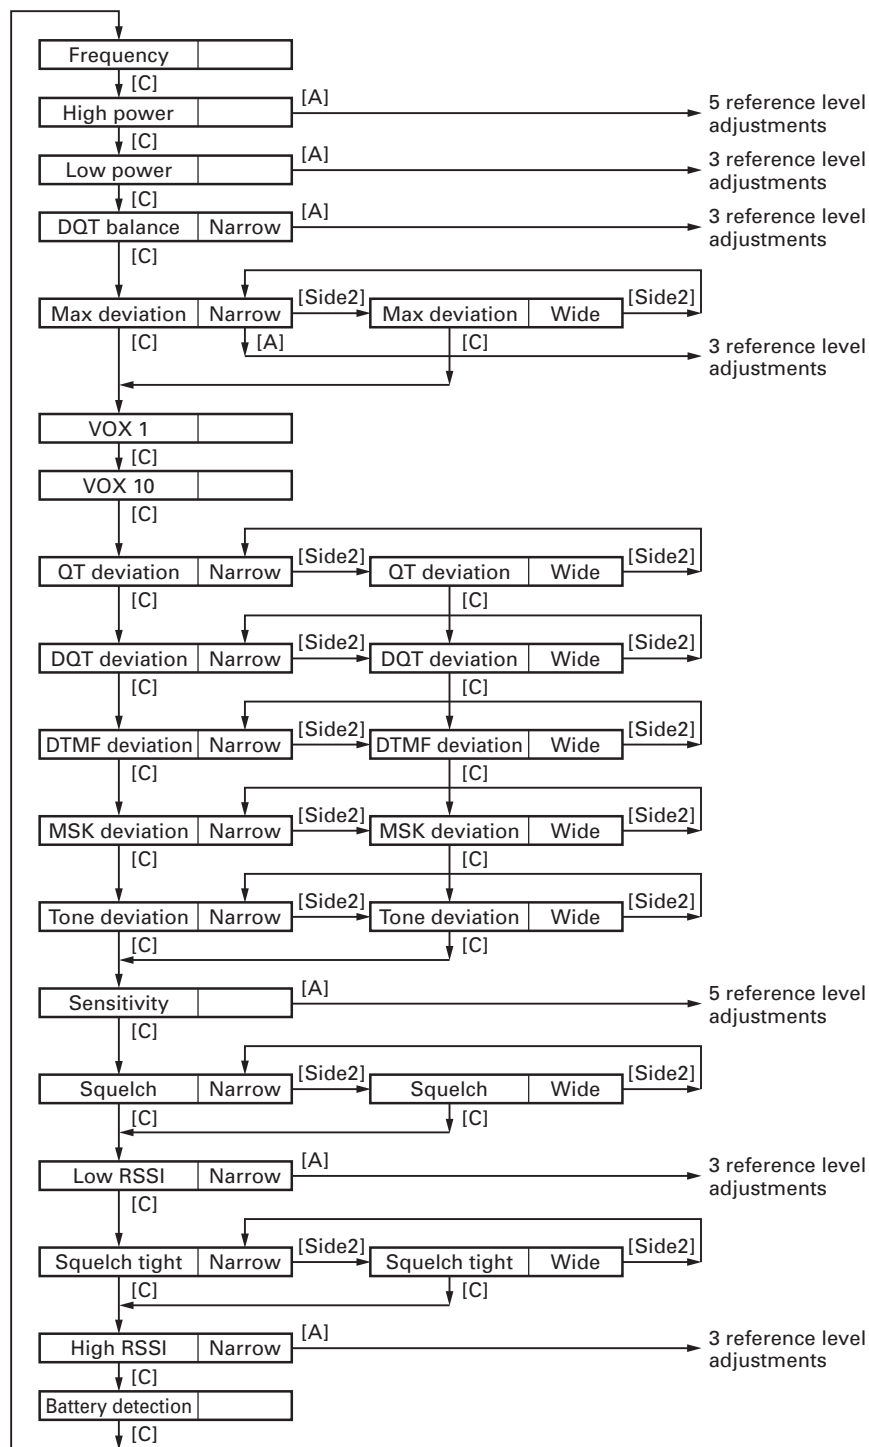 Frequency
[C]
High power
[A]
5 reference level
adjustments
[C]
Low power
[A]
3 reference level
adjustments
[C]
DQT balance Narrow
[A]
3 reference level
adjustments
[C]
Max deviation Narrow [Side2] Max deviation Wide [Side2]
[C] [A] [C]
3 reference level
adjustments
VOX 1
[C]
VOX 10
[C]
QT deviation Narrow [Side2] QT deviation Wide [Side2]
[C] [C]
DQT deviation Narrow [Side2] DQT deviation Wide [Side2]
[C] [C]
DTMF deviation Narrow [Side2] DTMF deviation Wide [Side2]
[C] [C]
MSK deviation Narrow [Side2] MSK deviation Wide [Side2]
[C] [C]
Tone deviation Narrow [Side2] Tone deviation Wide [Side2]
[C] [C]
Sensitivity
[A]
5 reference level
adjustments
[C]
Squelch Narrow [Side2] Squelch Wide [Side2]
[C] [C]
Low RSSI Narrow
[A]
3 reference level
adjustments
[C]
Squelch tight Narrow [Side2] Squelch tight Wide [Side2]
[C] [C]
High RSSI Narrow
[A]
3 reference level
adjustments
[C]
Battery detection
[C]